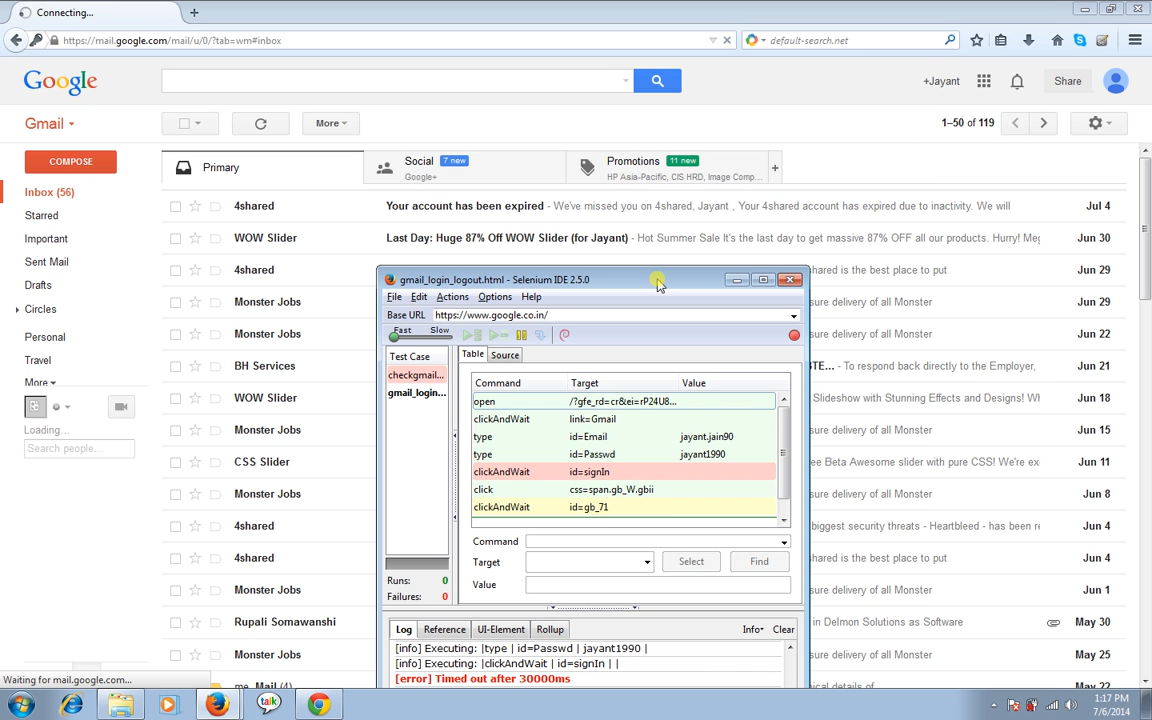 Connecting...
https://mail.google.com/mail/u/0/?tab=wm#inbox
default-search.net
Google
+Jayant
Share
Gmail
More
1–50 of 119
COMPOSE
Primary
Social 7 new
Google+
Promotions 11 new
HP Asia-Pacific, CIS HRD, Image Comp...
Inbox (56)
Starred
Important
Sent Mail
Drafts
Circles
Personal
Travel
More
Loading...
Search people...
4shared Your account has been expired - We've missed you on 4shared, Jayant , Your 4shared account has expired due to inactivity. We will Jul 4
WOW Slider Last Day: Huge 87% Off WOW Slider (for Jayant) - Hot Summer Sale It's the last day to get massive 87% OFF all our products. Hurry! Jun 30
4shared is the best place to put Jun 29
Monster Jobs sure delivery of all Monster Jun 29
Monster Jobs sure delivery of all Monster Jun 22
BH Services BTE... - To respond back directly to the Employer, Jun 21
WOW Slider Slideshow with Stunning Effects and Designs! Jun 18
Monster Jobs sure delivery of all Monster Jun 15
CSS Slider ee Beta Awesome slider with pure CSS! We're Jun 11
Monster Jobs sure delivery of all Monster Jun 8
4shared biggest security threats - Heartbleed - has been Jun 4
4shared is the best place to put Jun 4
Monster Jobs sure delivery of all Monster Jun 1
Rupali Somawanshi in Delmon Solutions as Software May 30
Monster Jobs sure delivery of all Monster May 25
me, Mail (4) May 22
gmail_login_logout.html - Selenium IDE 2.5.0
File Edit Actions Options Help
Base URL https://www.google.co.in/
Fast Slow
Test Case
checkgmail...
gmail_login...
Table Source
Command Target Value
open /?gfe_rd=cr&ei=rP24U8...
clickAndWait link=Gmail
type id=Email jayant.jain90
type id=Passwd jayant1990
clickAndWait id=signIn
click css=span.gb_W.gbii
clickAndWait id=gb_71
Command
Target Select Find
Value
Runs: 0
Failures: 0
Log Reference UI-Element Rollup Info Clear
[info] Executing: |type | id=Passwd | jayant1990 |
[info] Executing: |clickAndWait | id=signIn | |
[error] Timed out after 30000ms
Waiting for mail.google.com...
talk
1:17 PM
7/6/2014